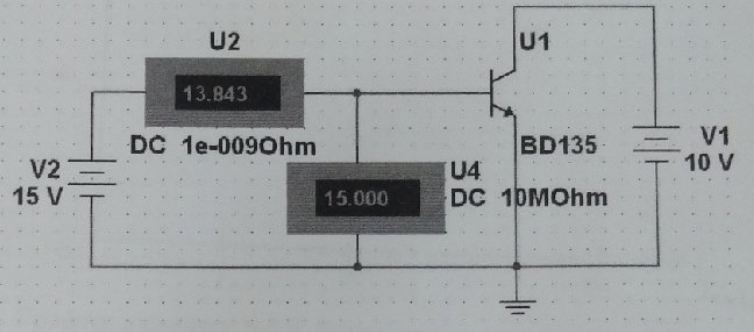 U2
U1
13.843
DC 1e-009Ohm
BD135
V1
10 V
V2
15 V
U4
15.000
DC 10MOhm